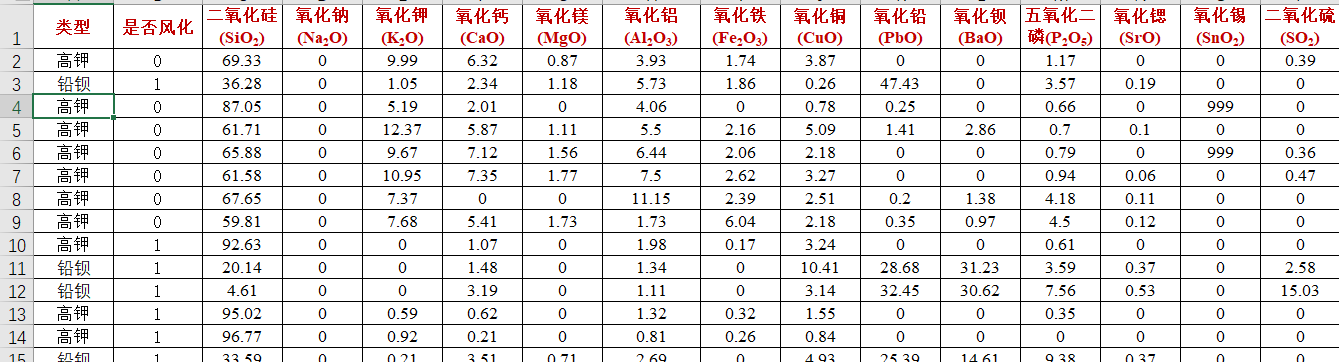 类型 是否风化 二氧化硅(SiO₂) 氧化钠(Na₂O) 氧化钾(K₂O) 氧化钙(CaO) 氧化镁(MgO) 氧化铝(Al₂O₃) 氧化铁(Fe₂O₃) 氧化铜(CuO) 氧化铅(PbO) 氧化钡(BaO) 五氧化二磷(P₂O₅) 氧化锶(SrO) 氧化锡(SnO₂) 二氧化硫(SO₂)
1
2 高钾 0 69.33 0 9.99 6.32 0.87 3.93 1.74 3.87 0 0 1.17 0 0 0.39
3 铅钡 1 36.28 0 1.05 2.34 1.18 5.73 1.86 0.26 47.43 0 3.57 0.19 0 0
4 高钾 0 87.05 0 5.19 2.01 0 4.06 0 0.78 0.25 0 0.66 0 999 0
5 高钾 0 61.71 0 12.37 5.87 1.11 5.5 2.16 5.09 1.41 2.86 0.7 0.1 0 0
6 高钾 0 65.88 0 9.67 7.12 1.56 6.44 2.06 2.18 0 0 0.79 0 999 0.36
7 高钾 0 61.58 0 10.95 7.35 1.77 7.5 2.62 3.27 0 0 0.94 0.06 0 0.47
8 高钾 0 67.65 0 7.37 0 0 11.15 2.39 2.51 0.2 1.38 4.18 0.11 0 0
9 高钾 0 59.81 0 7.68 5.41 1.73 1.73 6.04 2.18 0.35 0.97 4.5 0.12 0 0
10 高钾 1 92.63 0 0 1.07 0 1.98 0.17 3.24 0 0 0.61 0 0 0
11 铅钡 1 20.14 0 0 1.48 0 1.34 0 10.41 28.68 31.23 3.59 0.37 0 2.58
12 铅钡 1 4.61 0 0 3.19 0 1.11 0 3.14 32.45 30.62 7.56 0.53 0 15.03
13 高钾 1 95.02 0 0.59 0.62 0 1.32 0.32 1.55 0 0 0.35 0 0 0
14 高钾 1 96.77 0 0.92 0.21 0 0.81 0.26 0.84 0 0 0 0 0 0
15 铅钡 1 33.59 0 0.21 3.51 0.71 2.69 0 4.93 25.39 14.61 9.38 0.37 0 0